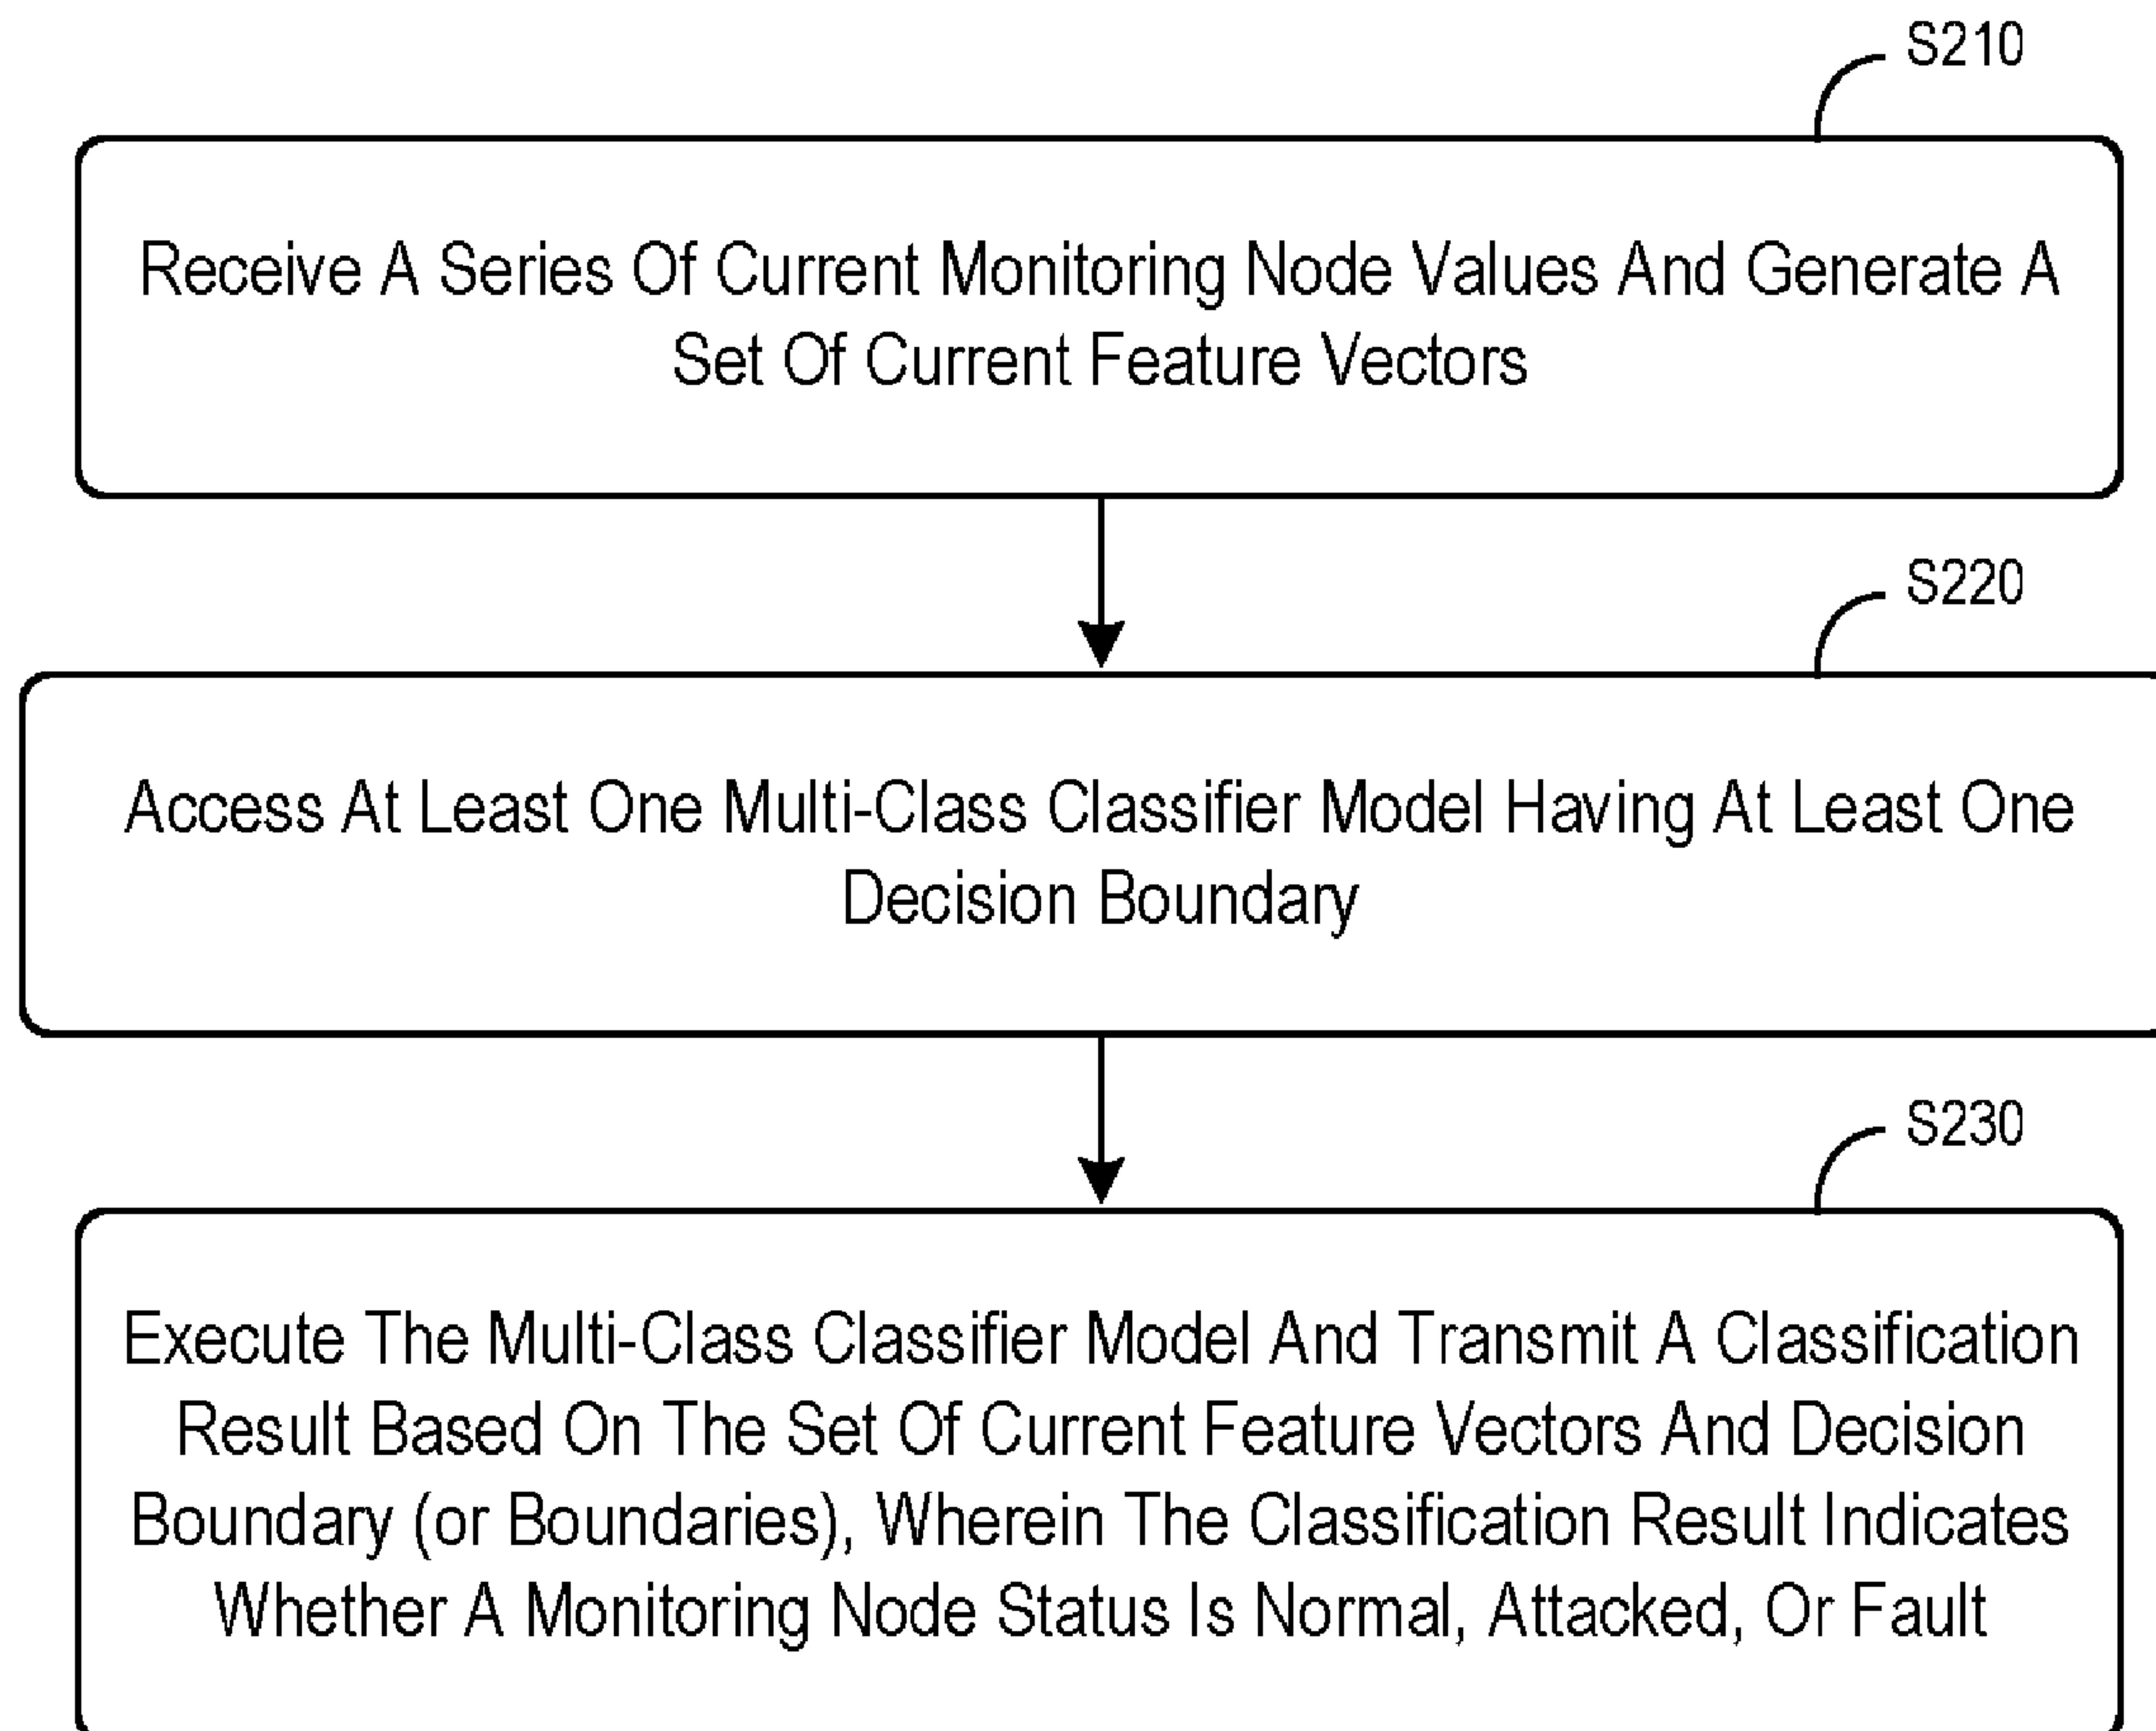 S210
Receive A Series Of Current Monitoring Node Values And Generate A
Set Of Current Feature Vectors
S220
Access At Least One Multi-Class Classifier Model Having At Least One
Decision Boundary
S230
Execute The Multi-Class Classifier Model And Transmit A Classification
Result Based On The Set Of Current Feature Vectors And Decision
Boundary (or Boundaries), Wherein The Classification Result Indicates
Whether A Monitoring Node Status Is Normal, Attacked, Or Fault